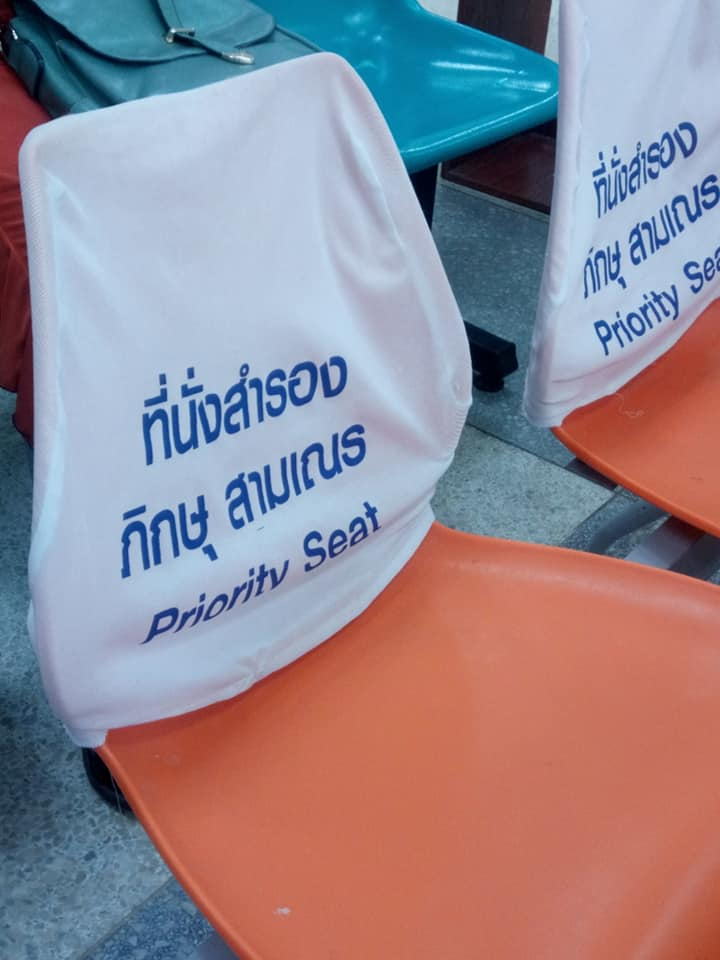 ที่นั่งสำรอง
ภิกษุ สามเณร
Priority Seat
ที่นั่งสำรอง
ภิกษุ สามเณร
Priority Sea